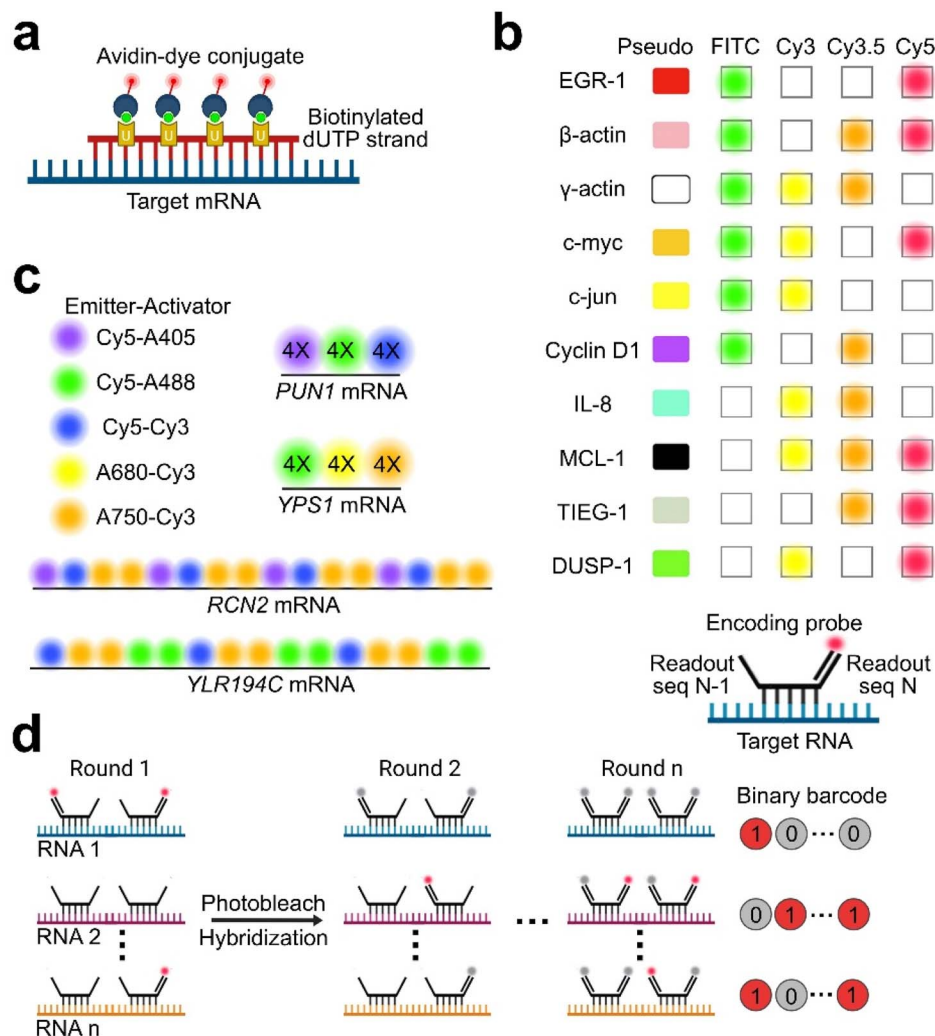 a
Avidin-dye conjugate
U U U U
Biotinylated
dUTP strand
Target mRNA
b
Pseudo FITC Cy3 Cy3.5 Cy5
EGR-1
β-actin
γ-actin
c-myc
c-jun
Cyclin D1
IL-8
MCL-1
TIEG-1
DUSP-1
c
Emitter-Activator
Cy5-A405
Cy5-A488
Cy5-Cy3
A680-Cy3
A750-Cy3
4X 4X 4X
PUN1 mRNA
4X 4X 4X
YPS1 mRNA
RCN2 mRNA
YLR194C mRNA
Encoding probe
Readout
seq N-1
Readout
seq N
Target RNA
d
Round 1 Round 2 Round n
Binary barcode
RNA 1
1 0 ... 0
Photobleach
Hybridization
RNA 2
...
0 1 ... 1
RNA n
1 0 ... 1